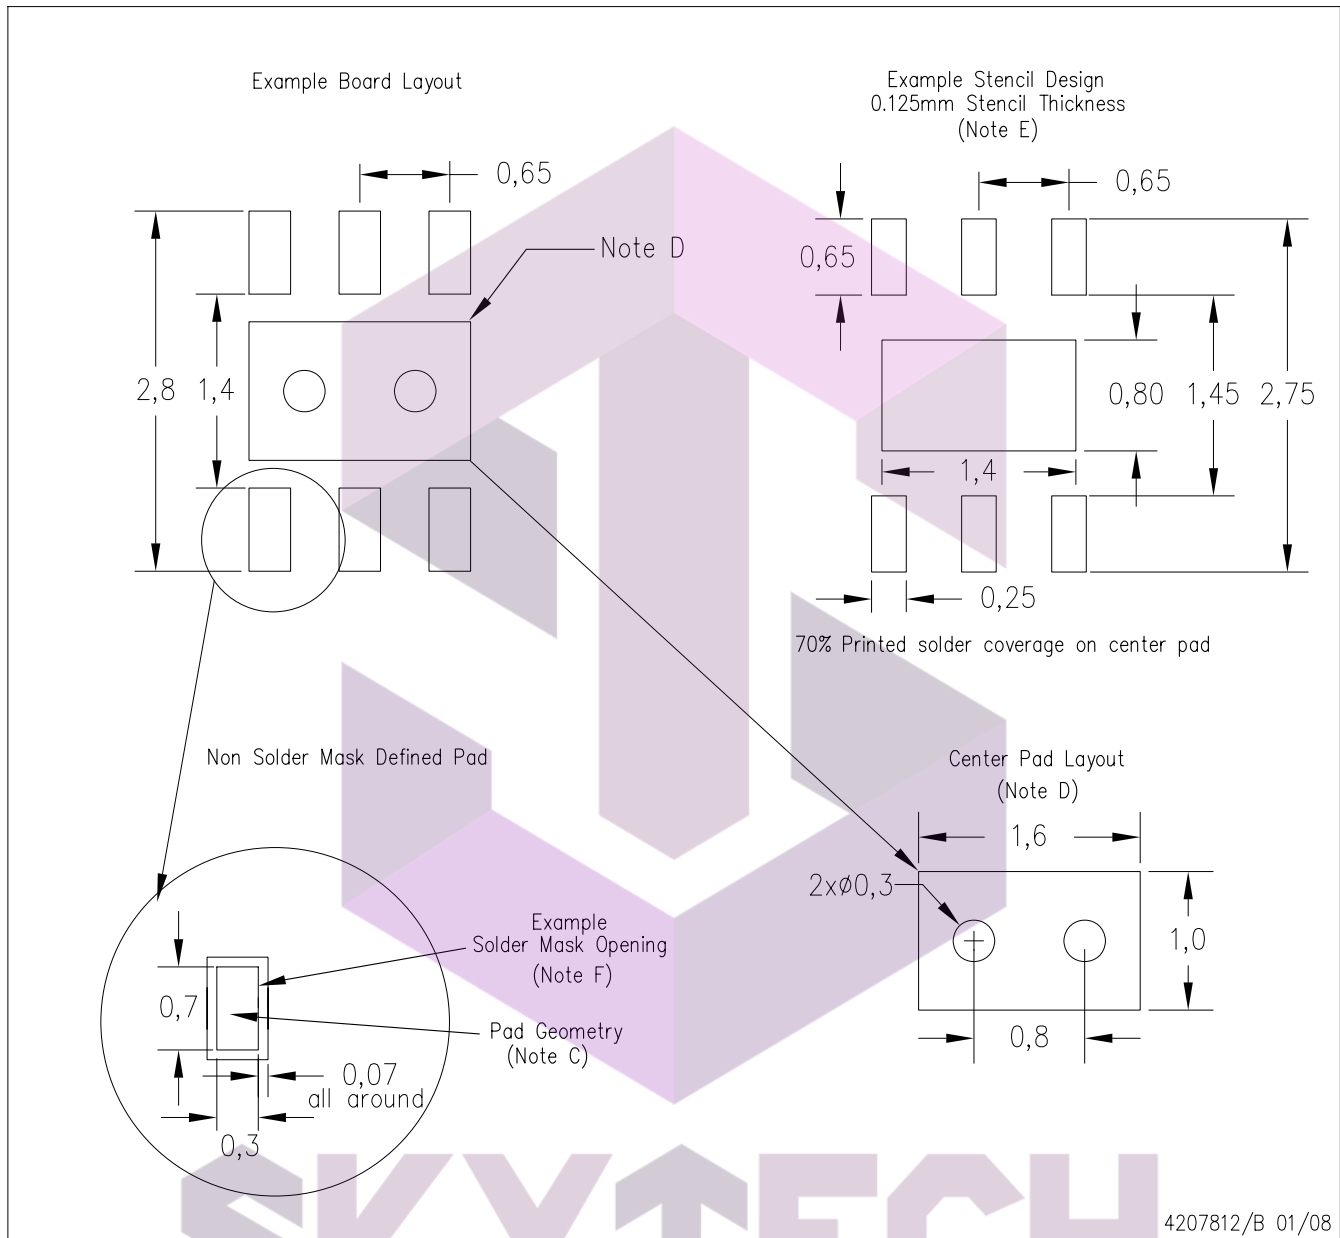 Example Board Layout
Example Stencil Design
0.125mm Stencil Thickness
(Note E)
0,65
0,65
Note D
0,65
2,8
1,4
0,80
1,45
2,75
1,4
0,25
70% Printed solder coverage on center pad
Non Solder Mask Defined Pad
Center Pad Layout
(Note D)
1,6
2xø0,3
1,0
0,8
Example
Solder Mask Opening
(Note F)
0,7
Pad Geometry
(Note C)
0,07
all around
0,3
SKYTECH
4207812/B 01/08